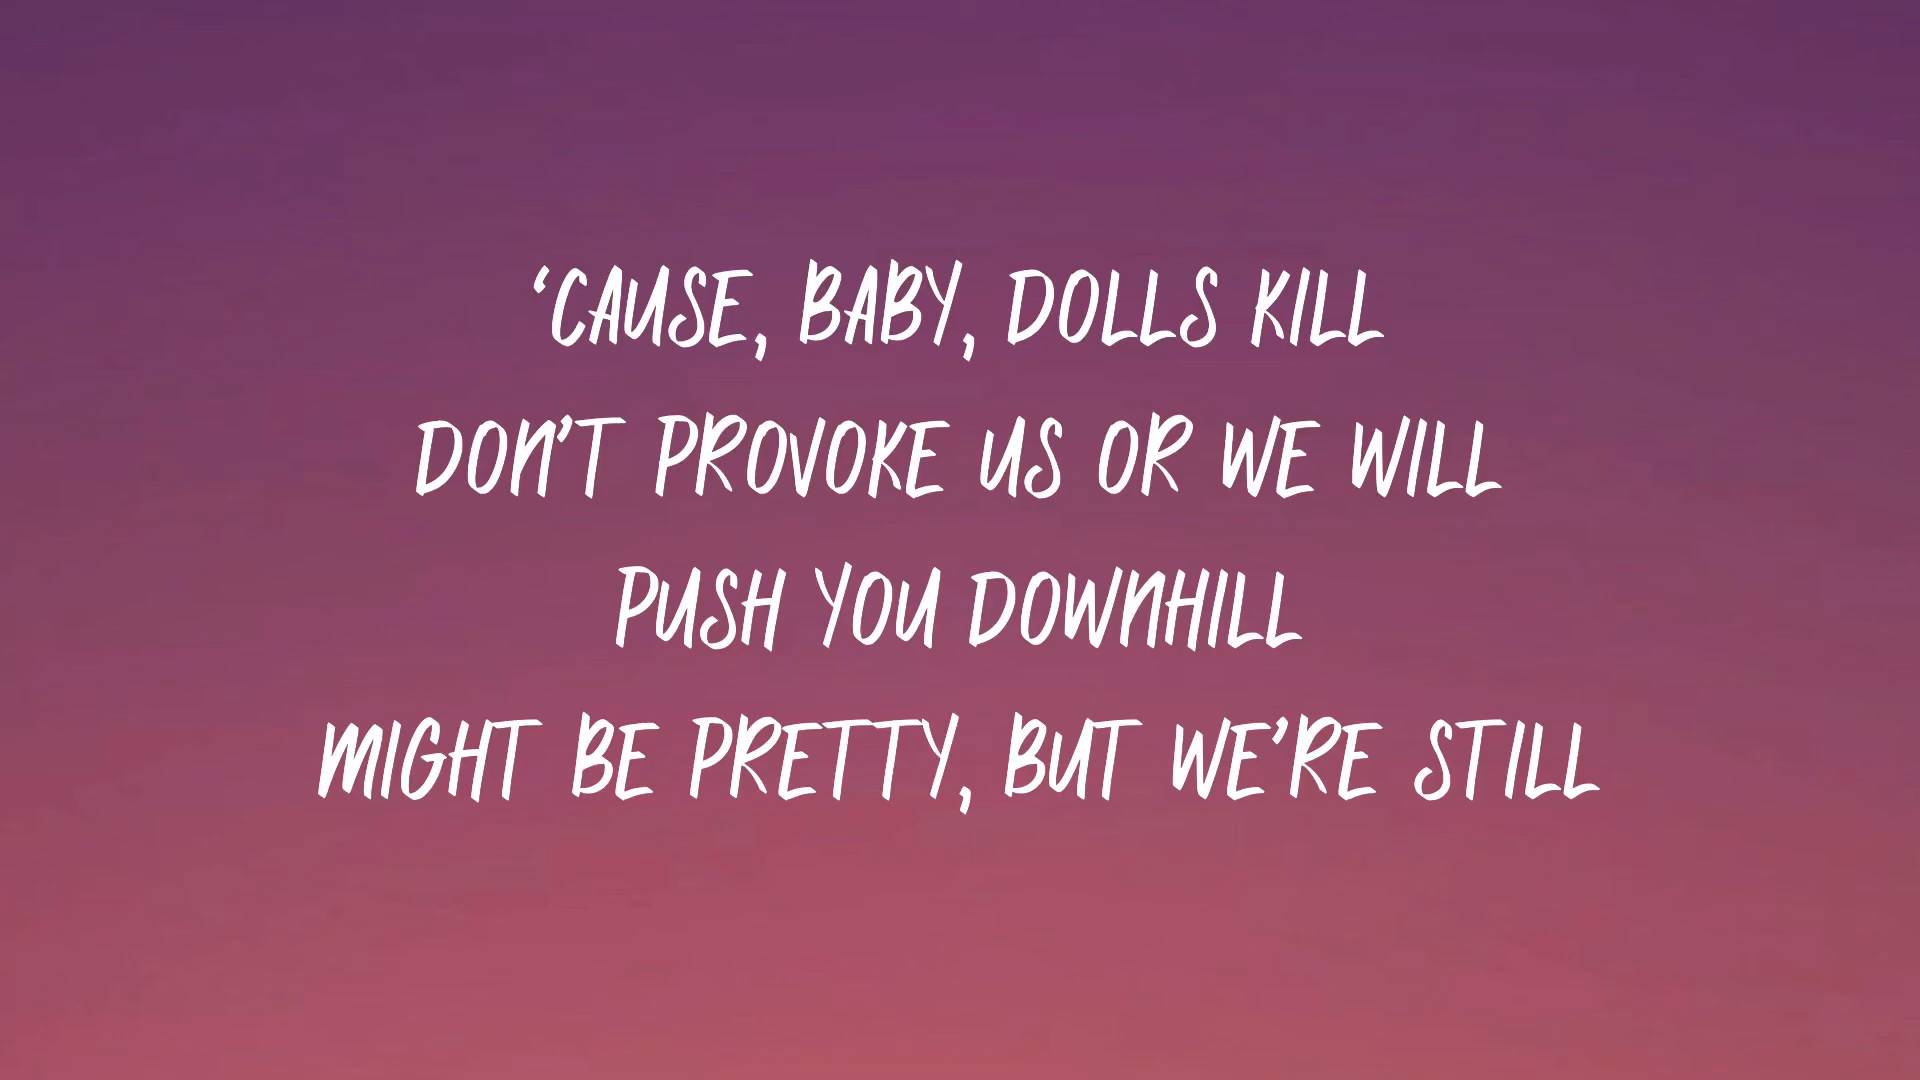 ‘CAUSE, BABY, DOLLS KILL
DON’T PROVOKE US OR WE WILL
PUSH YOU DOWNHILL
MIGHT BE PRETTY, BUT WE’RE STILL